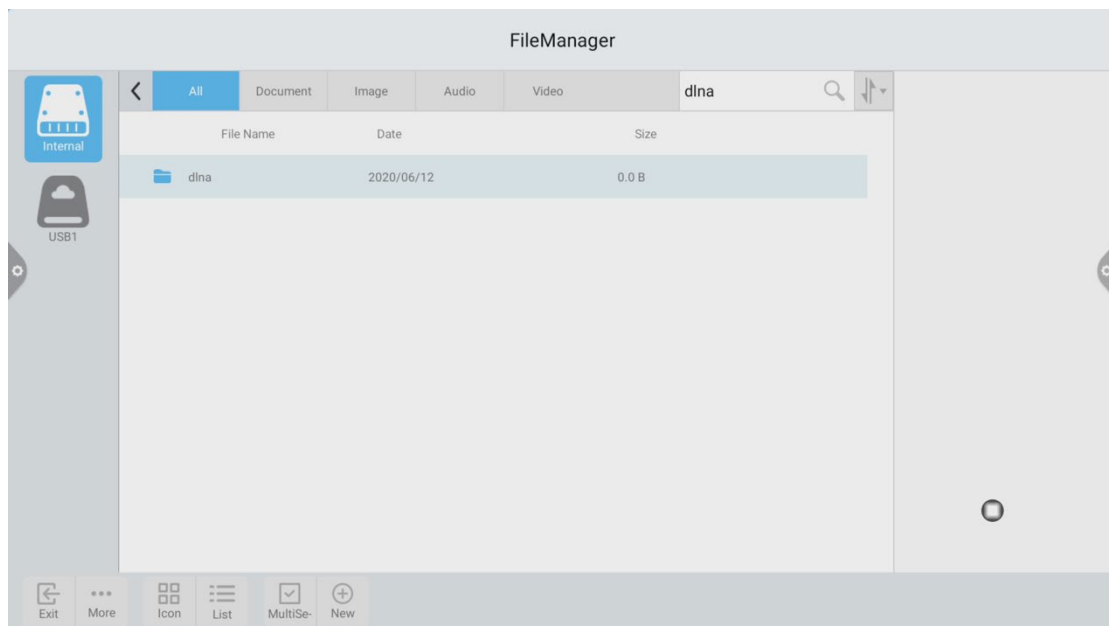 FileManager
All Document Image Audio Video dlna
Internal
File Name Date Size
dlna 2020/06/12 0.0 B
USB1
Exit More Icon List MultiSe- New